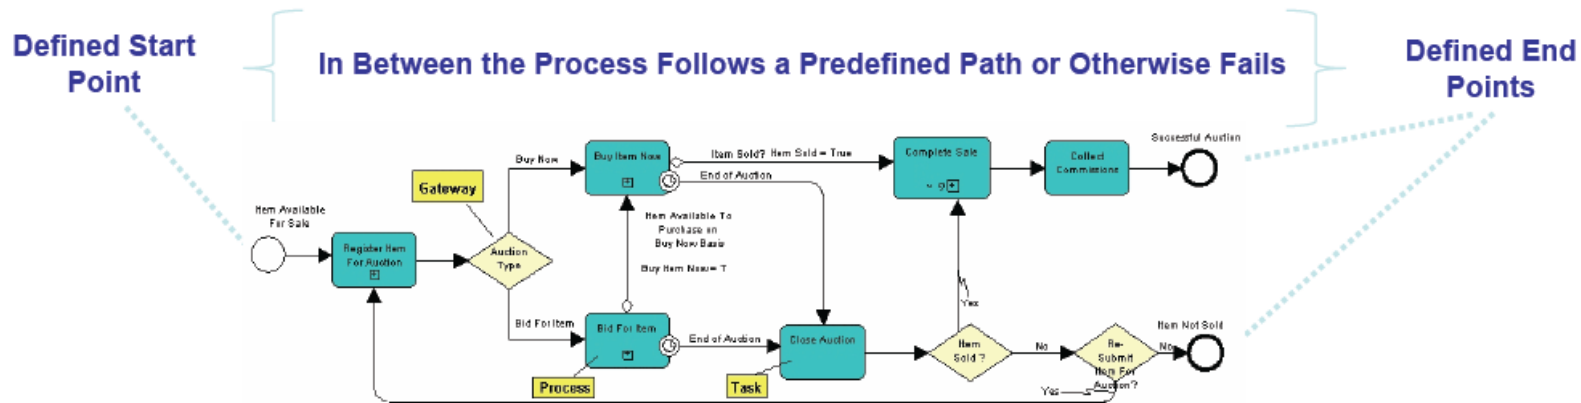 Defined Start
Point
In Between the Process Follows a Predefined Path or Otherwise Fails
Defined End
Points
Successful Auction
Buy Now
Buy Item Now
Item Sold? Item Sold = True
End of Auction
Complete Sale
Collect
Commissions
Gateway
Item Available
For Sale
Register Item
For Auction
Auction
Type
Item Available To
Purchase on
Buy Now Basis
Buy Item Now = T
Bid For Item
Bid For Item
End of Auction
Close Auction
Yes
Item
Sold ?
No
Re-
Submit
Item For
Auction?
No
Item Not Sold
Yes
Process
Task